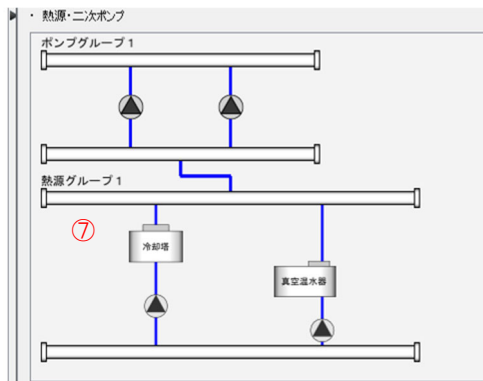 ・ 熱源・二次ポンプ
ポンプグループ1
熱源グループ1
⑦
冷却塔
真空温水器